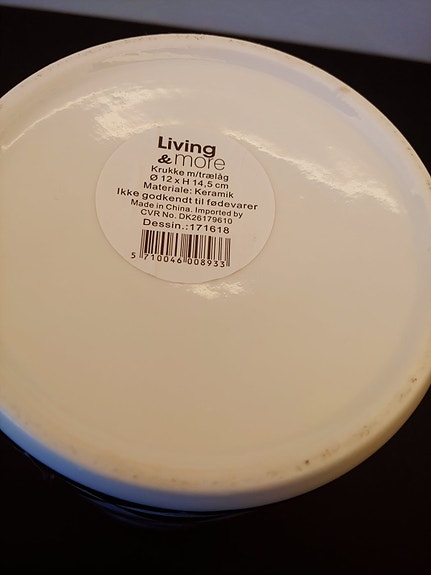 Living
& more
Krukke m/trælåg
Ø 12 x H 14,5 cm
Materiale: Keramik
Ikke godkendt til fødevarer
Made in China. Imported by
CVR No. DK26179610
Dessin.:171618
5 710046 008933